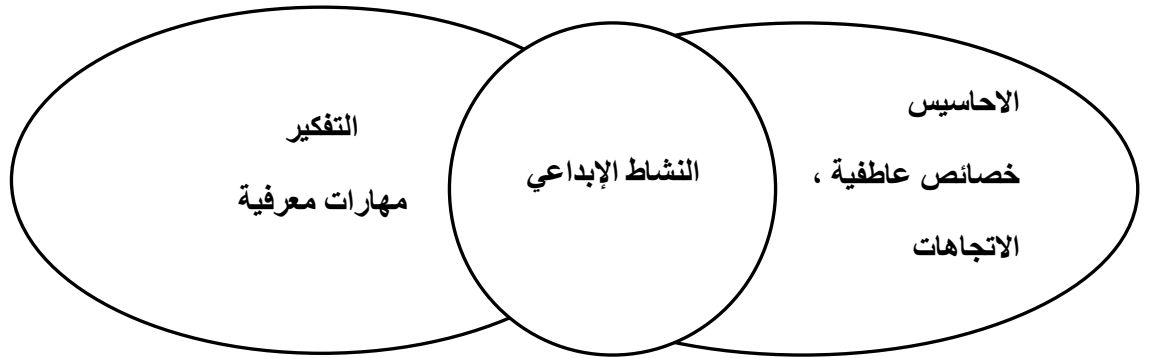 الاحاسيس
خصائص عاطفية ،
الاتجاهات
النشاط الإبداعي
التفكير
مهارات معرفية